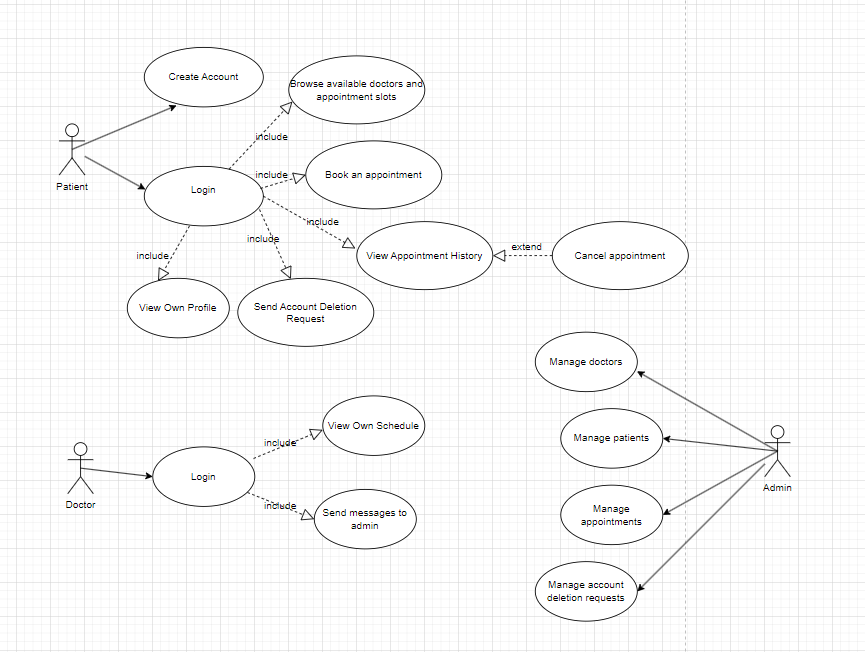 Create Account
Browse available doctors and
appointment slots
include
Patient
Login
include
Book an appointment
include
include
View Appointment History
extend
Cancel appointment
include
View Own Profile
Send Account Deletion
Request
Manage doctors
View Own Schedule
include
Manage patients
Doctor
Login
Admin
include
Send messages to
admin
Manage
appointments
Manage account
deletion requests